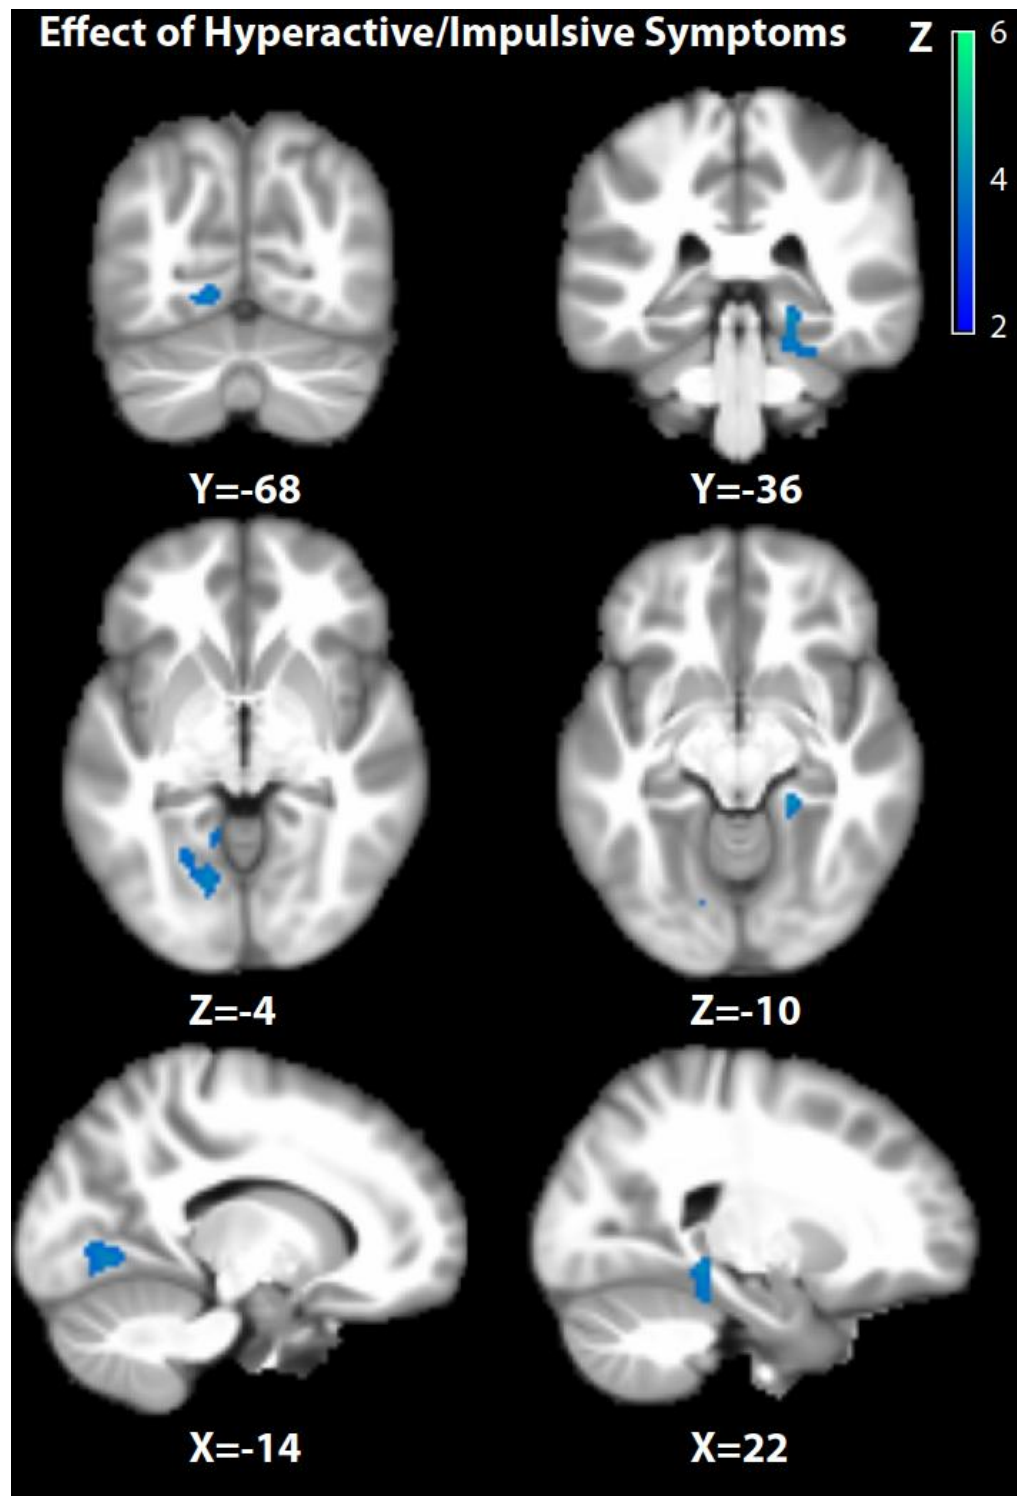 Effect of Hyperactive/Impulsive Symptoms
Z
6
4
2
Y=-68
Y=-36
Z=-4
Z=-10
X=-14
X=22